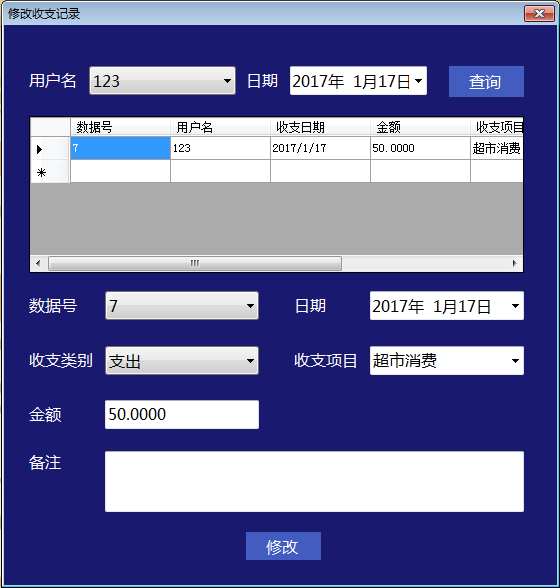 修改收支记录
用户名 123 日期 2017年 1月17日 查询
数据号 用户名 收支日期 金额 收支项目
7 123 2017/1/17 50.0000 超市消费
数据号 7 日期 2017年 1月17日
收支类别 支出 收支项目 超市消费
金额 50.0000
备注
修改